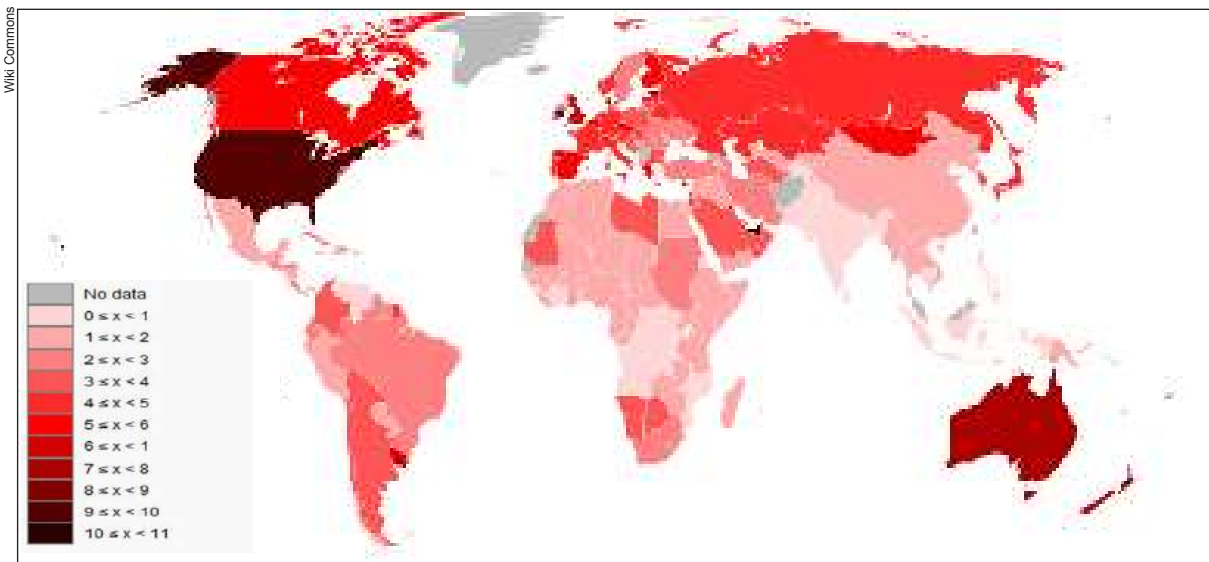 Wiki Commons
No data
0 ≤ x < 1
1 ≤ x < 2
2 ≤ x < 3
3 ≤ x < 4
4 ≤ x < 5
5 ≤ x < 6
6 ≤ x < 1
7 ≤ x < 8
8 ≤ x < 9
9 ≤ x < 10
10 ≤ x < 11